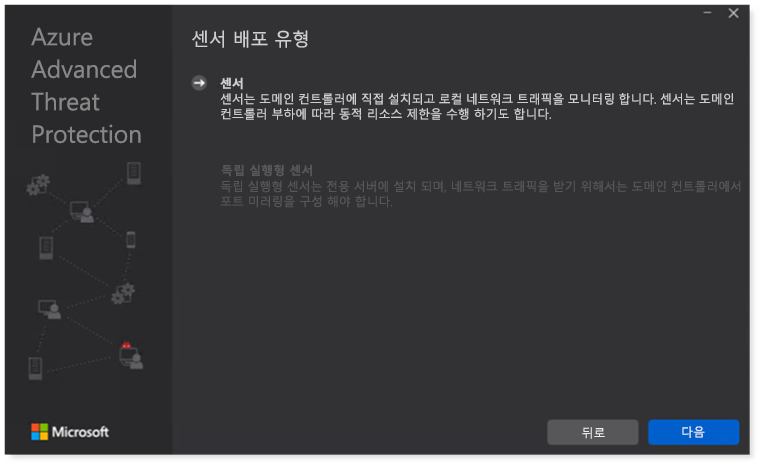 Azure
Advanced
Threat
Protection
센서 배포 유형
센서
센서는 도메인 컨트롤러에 직접 설치되고 로컬 네트워크 트래픽을 모니터링 합니다. 센서는 도메인
컨트롤러 부하에 따라 동적 리소스 제한을 수행 하기도 합니다.
독립 실행형 센서
독립 실행형 센서는 전용 서버에 설치 되며, 네트워크 트래픽을 받기 위해서는 도메인 컨트롤러에서
포트 미러링을 구성 해야 합니다.
Microsoft
뒤로
다음